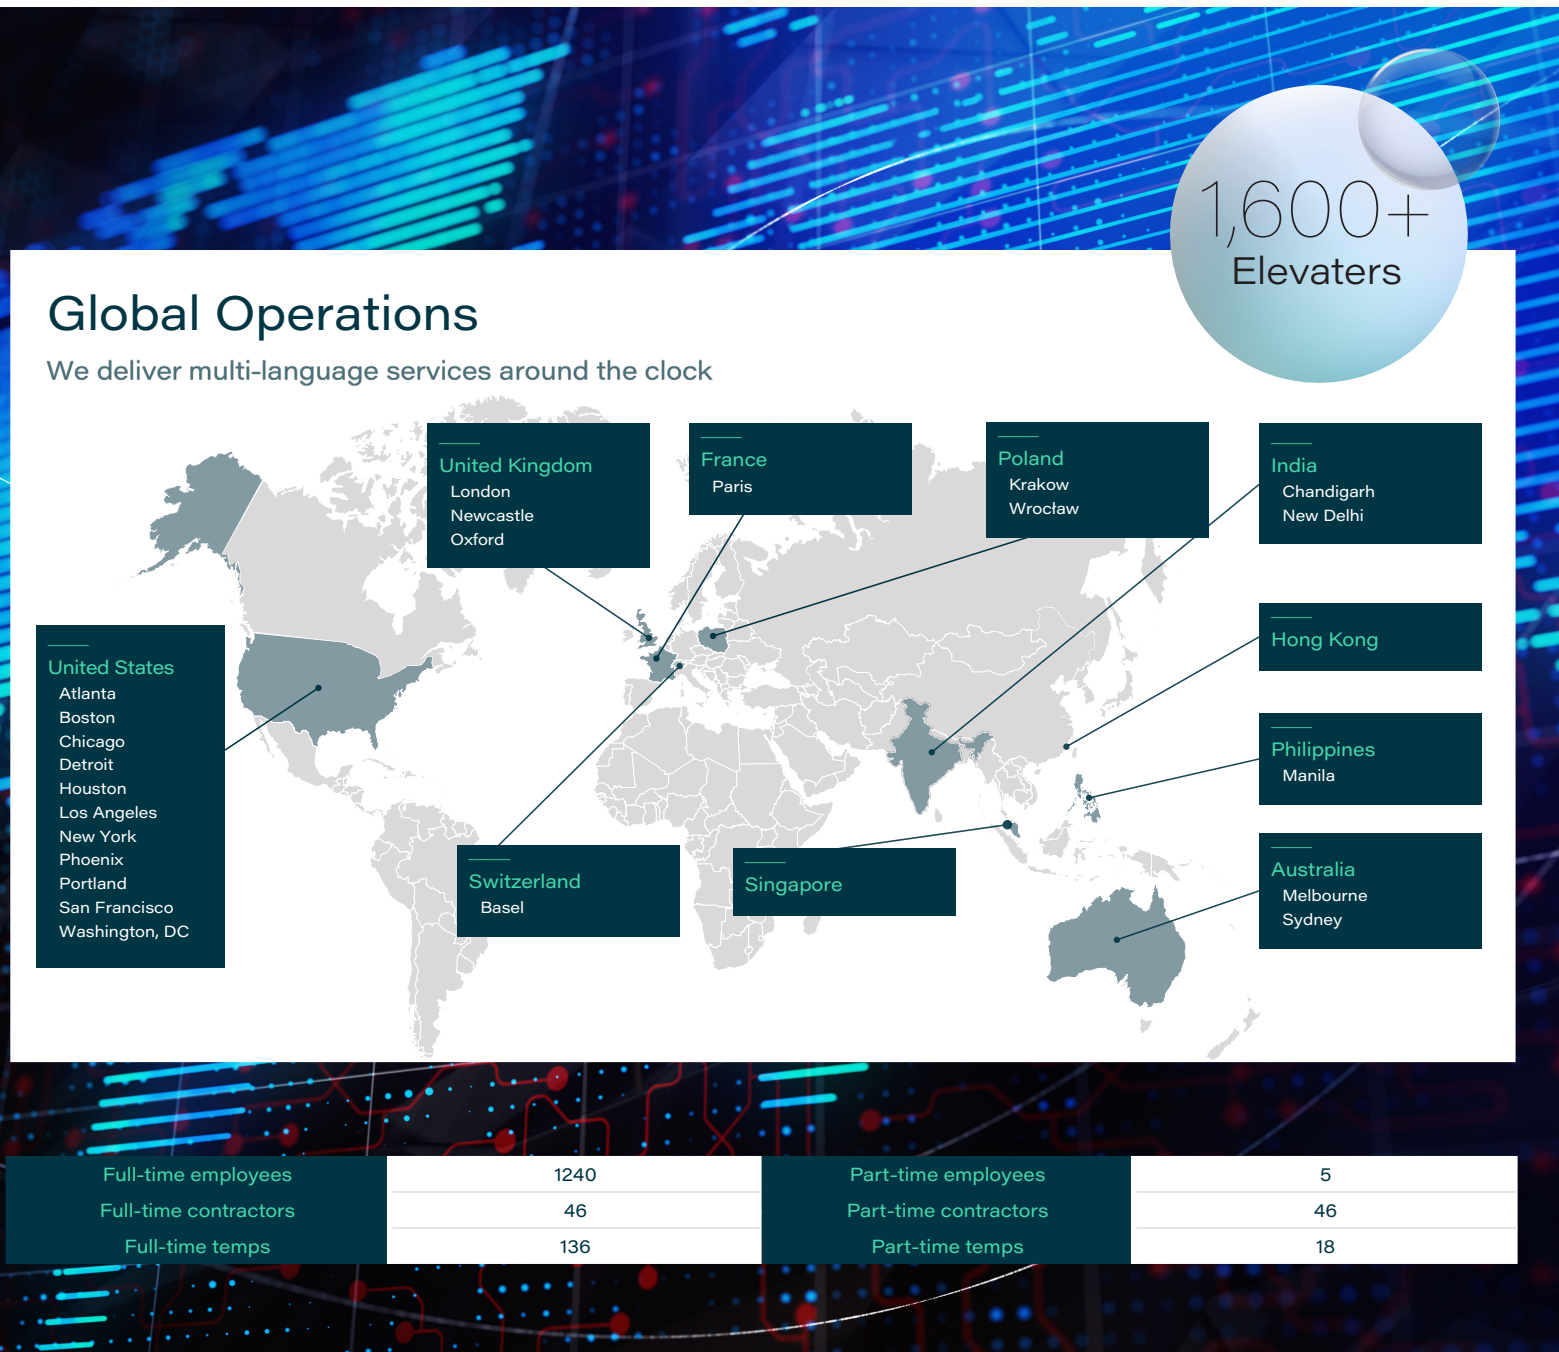 1,600+
Elevaters
Global Operations
We deliver multi-language services around the clock
United Kingdom
London
Newcastle
Oxford
France
Paris
Poland
Krakow
Wrocław
India
Chandigarh
New Delhi
Hong Kong
United States
Atlanta
Boston
Chicago
Detroit
Houston
Los Angeles
New York
Phoenix
Portland
San Francisco
Washington, DC
Philippines
Manila
Switzerland
Basel
Singapore
Australia
Melbourne
Sydney
Full-time employees 1240 Part-time employees 5
Full-time contractors 46 Part-time contractors 46
Full-time temps 136 Part-time temps 18